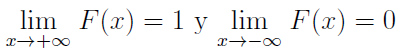 lim F(x) = 1 y lim F(x) = 0
x→+∞ x→−∞